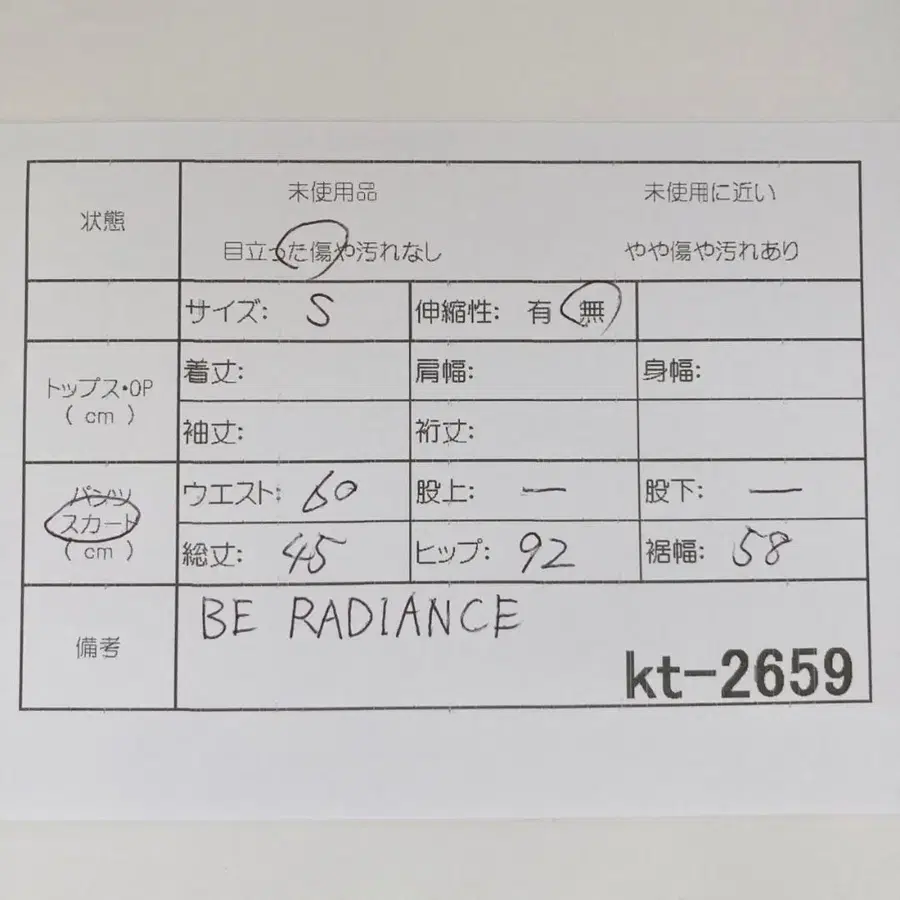 状態
未使用品 未使用に近い
目立った傷や汚れなし やや傷や汚れあり
サイズ: S 伸縮性: 有 無
トップス・OP
( cm )
着丈: 肩幅: 身幅:
袖丈: 裄丈:
パンツ
スカート
( cm )
ウエスト: 60 股上: — 股下: —
総丈: 45 ヒップ: 92 裾幅: 58
備考
BE RADIANCE
kt-2659